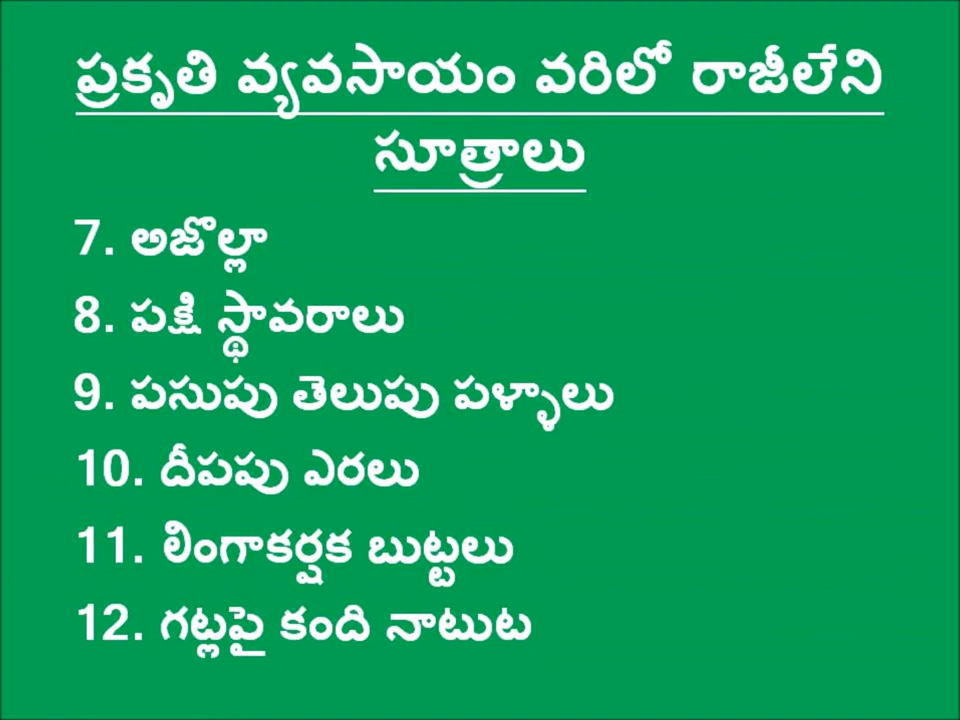 ప్రకృతి వ్యవసాయం వరిలో రాజీలేని
సూత్రాలు
7. అజొల్లా
8. పక్షి స్థావరాలు
9. పసుపు తెలుపు పళ్ళాలు
10. దీపపు ఎరలు
11. లింగాకర్షక బుట్టలు
12. గట్లపై కంది నాటుట